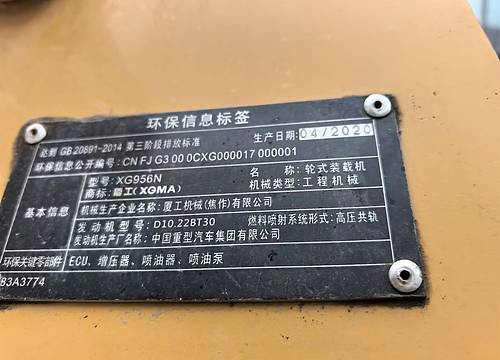 环保信息标签
达到 GB 20891-2014 第三阶段排放标准 生产日期: 04/2020
环保信息公开编号: CN FJ G3 00 0CXG000017 000001
基本信息
型号: XG956N 名称: 轮式装载机
商标: 厦工(XGMA) 机械类型: 工程机械
机械生产企业名称: 厦工机械(焦作)有限公司
发动机型号: D10.22BT30 燃料喷射系统形式: 高压共轨
发动机生产厂名称: 中国重型汽车集团有限公司
环保关键零部件 ECU、增压器、喷油器、喷油泵
83A3774